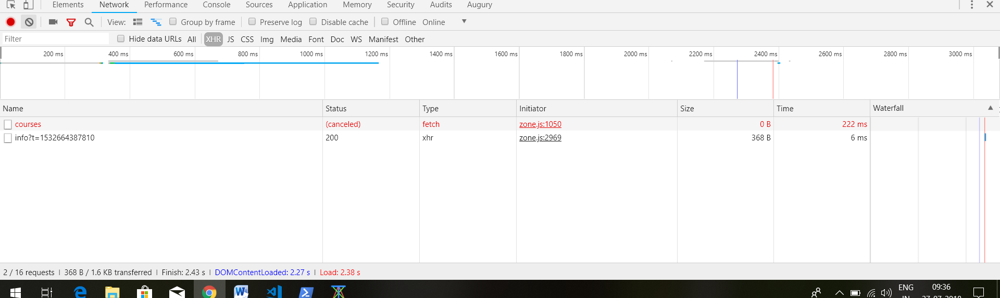 Elements Network Performance Console Sources Application Memory Security Audits Augury
View: Group by frame Preserve log Disable cache Offline Online
Filter Hide data URLs All XHR JS CSS Img Media Font Doc WS Manifest Other
200 ms 400 ms 600 ms 800 ms 1000 ms 1200 ms 1400 ms 1600 ms 1800 ms 2000 ms 2200 ms 2400 ms 2600 ms 2800 ms 3000 ms
Name Status Type Initiator Size Time Waterfall
courses (canceled) fetch zone.js:1050 0 B 222 ms
info?t=1532664387810 200 xhr zone.js:2969 368 B 6 ms
2 / 16 requests | 368 B / 1.6 KB transferred | Finish: 2.43 s | DOMContentLoaded: 2.27 s | Load: 2.38 s
ENG 09:36
IN 27-07-2018